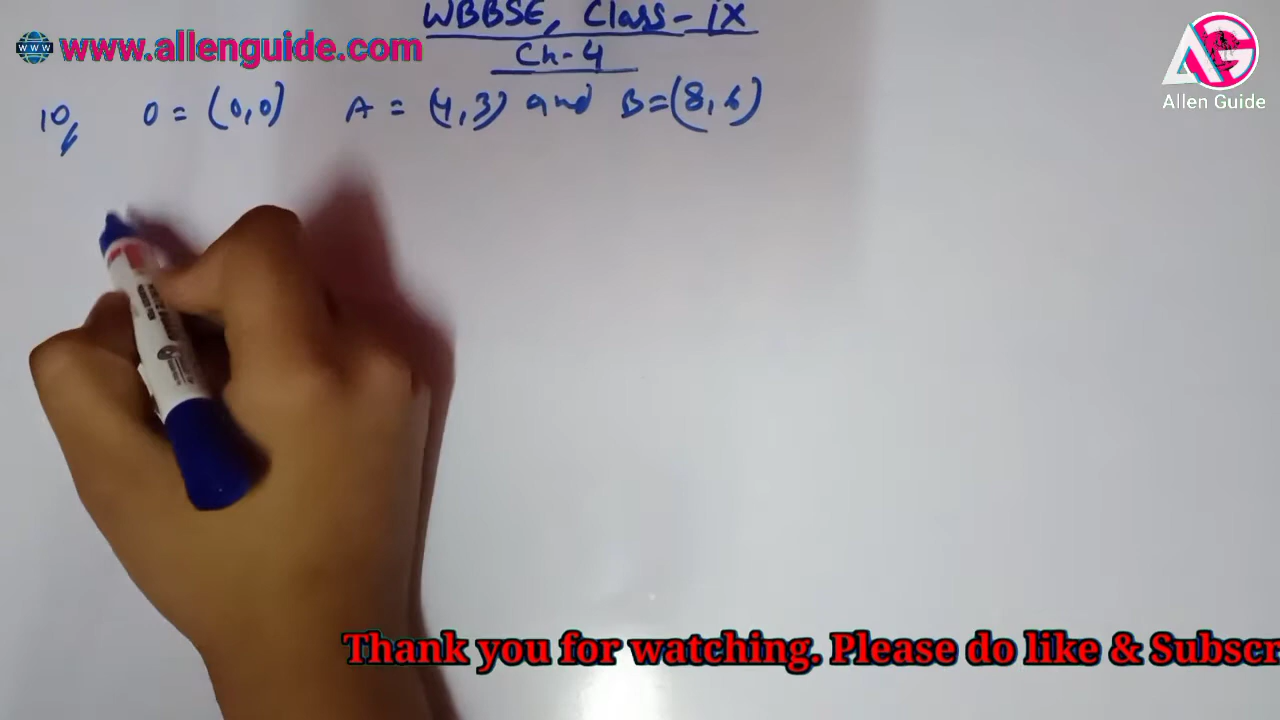 WBBSE, Class - IX
www.allenguide.com
Ch-4
AG
Allen Guide
10, O = (0,0) A = (4,3) and B=(8,6)
Thank you for watching. Please do like & Subscr